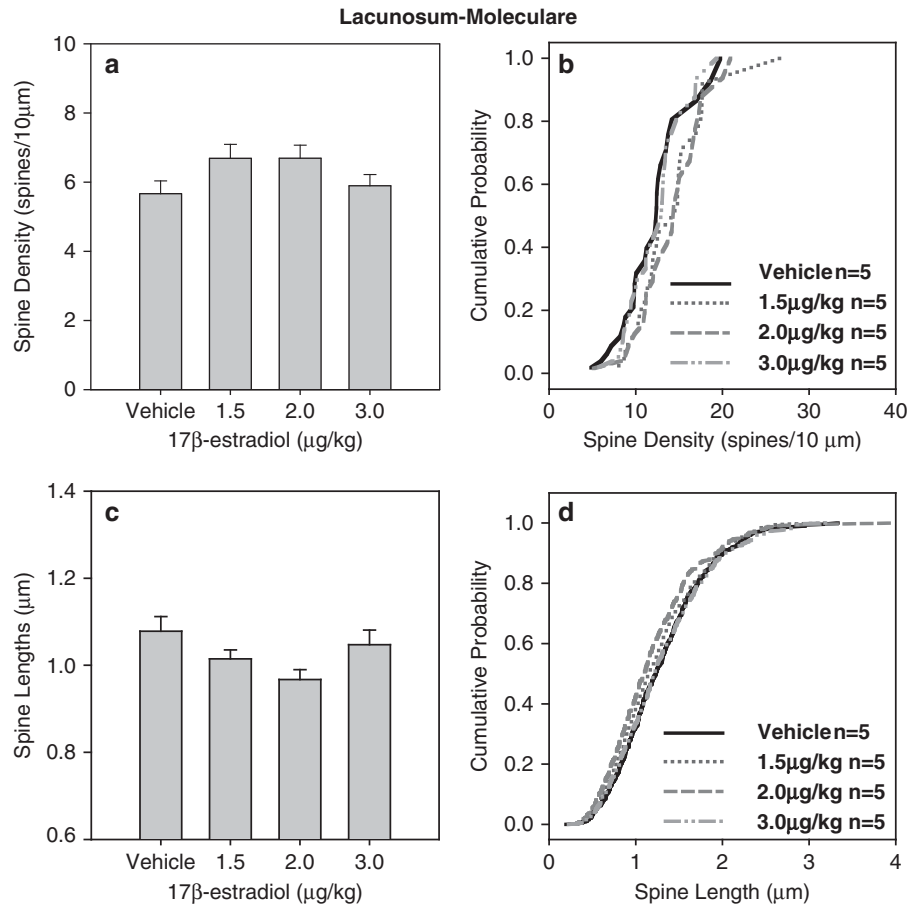 Lacunosum-Moleculare
a
10
8
6
4
2
0
Spine Density (spines/10μm)
Vehicle 1.5 2.0 3.0
17β-estradiol (μg/kg)
b
1.0
0.8
0.6
0.4
0.2
0.0
Cumulative Probability
Vehicle n=5
1.5μg/kg n=5
2.0μg/kg n=5
3.0μg/kg n=5
0 10 20 30 40
Spine Density (spines/10 μm)
c
1.4
1.2
1.0
0.8
0.6
Spine Lengths (μm)
Vehicle 1.5 2.0 3.0
17β-estradiol (μg/kg)
d
1.0
0.8
0.6
0.4
0.2
0.0
Cumulative Probability
Vehicle n=5
1.5μg/kg n=5
2.0μg/kg n=5
3.0μg/kg n=5
0 1 2 3 4
Spine Length (μm)